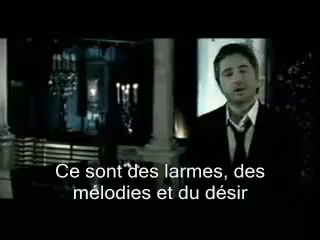 Ce sont des larmes, des
mélodies et du désir